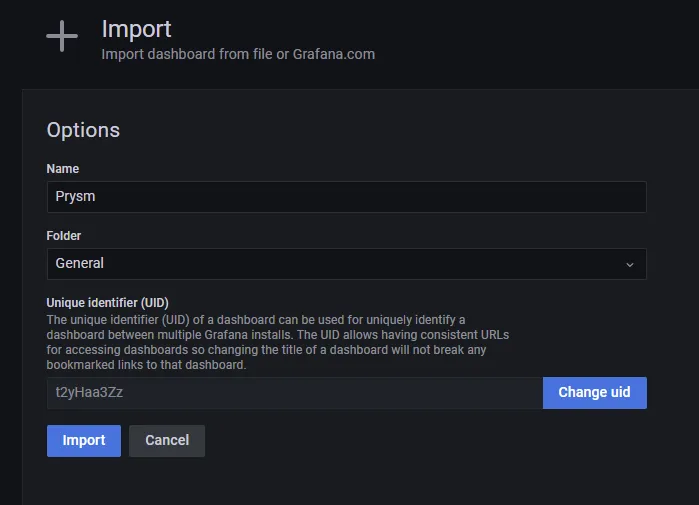 Import
Import dashboard from file or Grafana.com
Options
Name
Prysm
Folder
General
Unique identifier (UID)
The unique identifier (UID) of a dashboard can be used for uniquely identify a
dashboard between multiple Grafana installs. The UID allows having consistent URLs
for accessing dashboards so changing the title of a dashboard will not break any
bookmarked links to that dashboard.
t2yHaa3Zz
Change uid
Import
Cancel